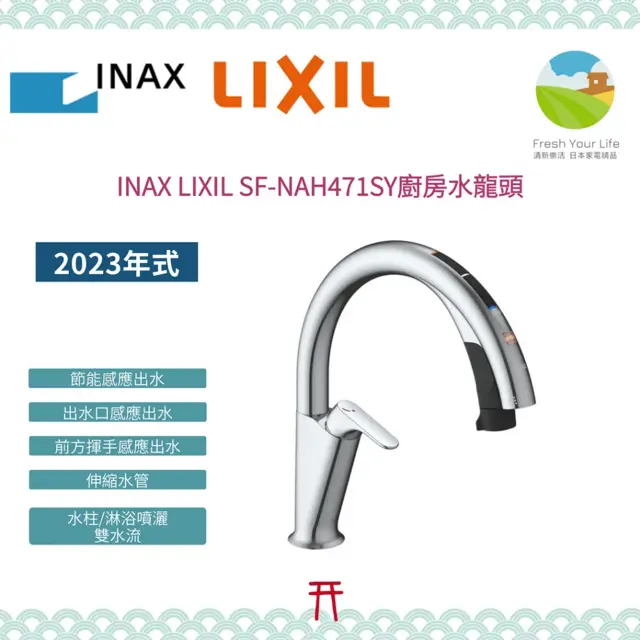 INAX LIXIL
Fresh Your Life
清新樂活 日本家電精品
INAX LIXIL SF-NAH471SY廚房水龍頭
2023年式
節能感應出水
出水口感應出水
前方揮手感應出水
伸縮水管
水柱/淋浴噴灑
雙水流